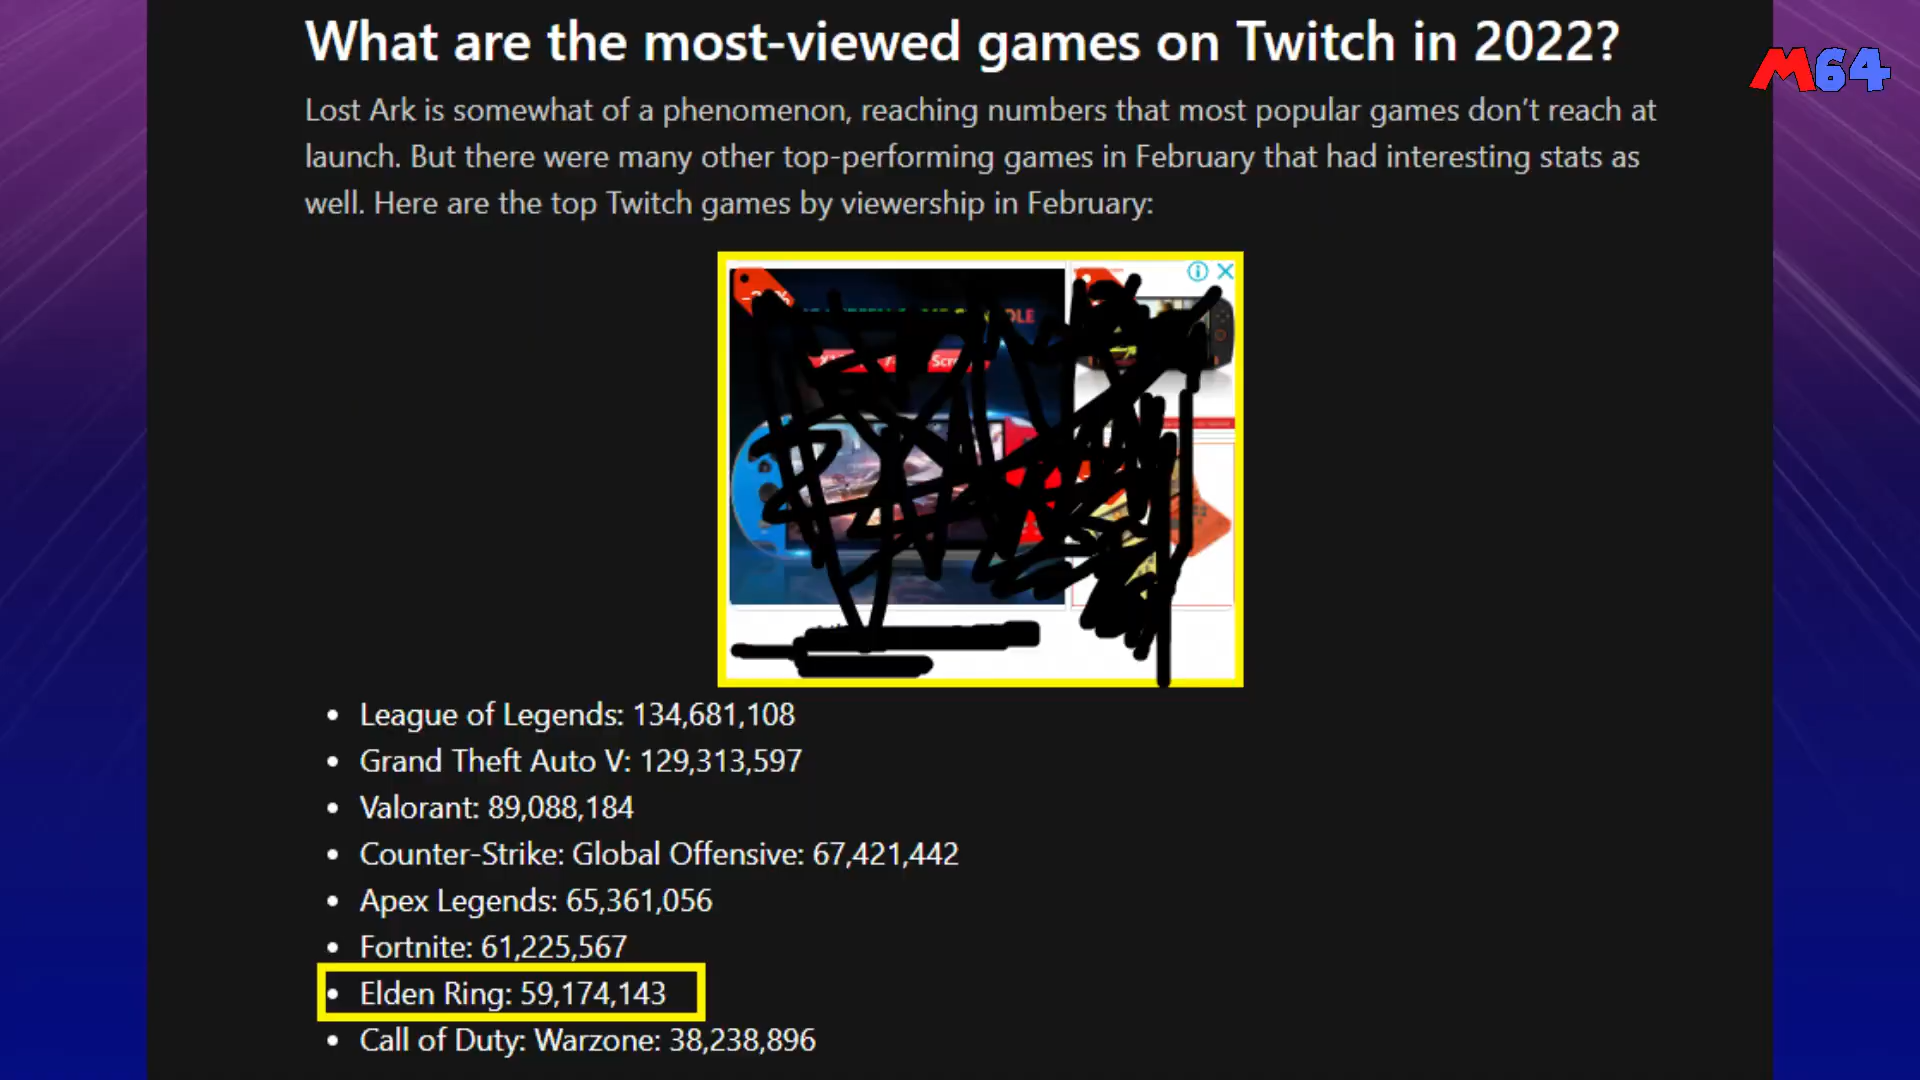 What are the most-viewed games on Twitch in 2022?
M64
Lost Ark is somewhat of a phenomenon, reaching numbers that most popular games don’t reach at
launch. But there were many other top-performing games in February that had interesting stats as
well. Here are the top Twitch games by viewership in February:
• League of Legends: 134,681,108
• Grand Theft Auto V: 129,313,597
• Valorant: 89,088,184
• Counter-Strike: Global Offensive: 67,421,442
• Apex Legends: 65,361,056
• Fortnite: 61,225,567
• Elden Ring: 59,174,143
• Call of Duty: Warzone: 38,238,896